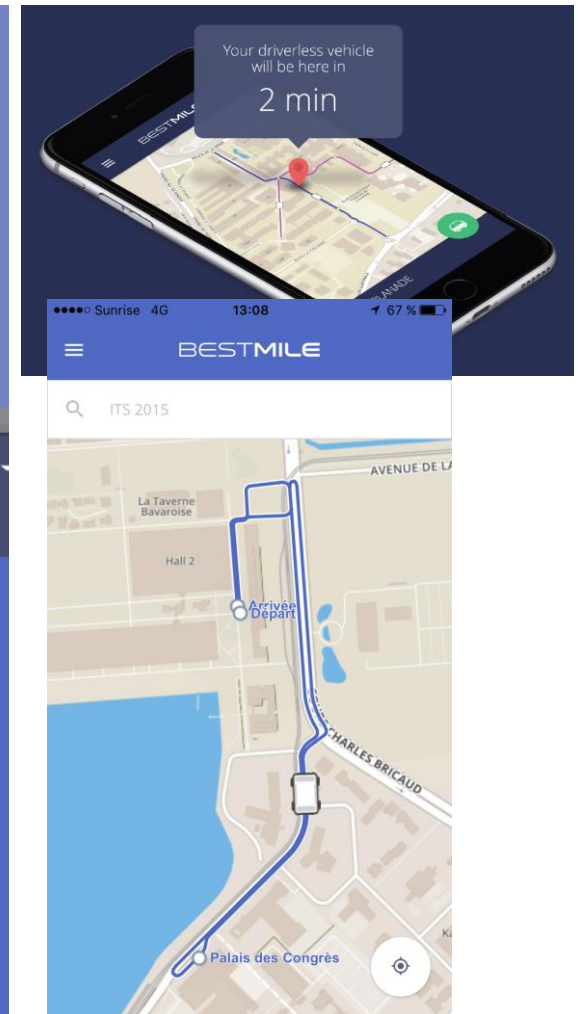 Your driverless vehicle
will be here in
2 min
BESTMILE
Sunrise 4G 13:08 67 %
BESTMILE
ITS 2015
AVENUE DE LA
La Taverne
Bavaroise
Hall 2
Arrivée
Départ
CHARLES BRICAUD
Palais des Congrès